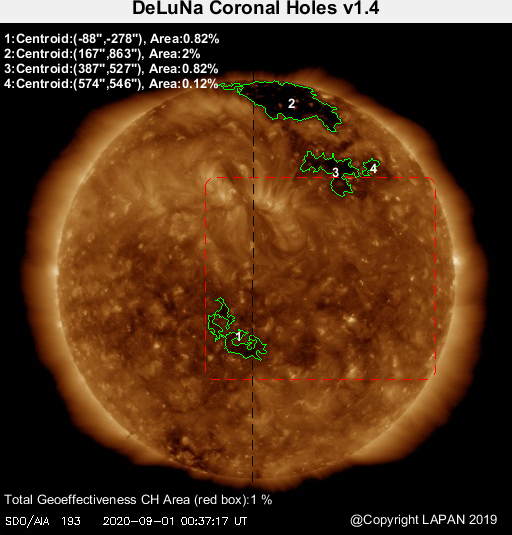 DeLuNa Coronal Holes v1.4
1:Centroid:(-88",-278"), Area:0.82%
2:Centroid:(167",863"), Area:2%
3:Centroid:(387",527"), Area:0.82%
4:Centroid:(574",546"), Area:0.12%
2
3
4
1
Total Geoeffectiveness CH Area (red box):1 %
SDO/AIA 193 2020-09-01 00:37:17 UT
@Copyright LAPAN 2019